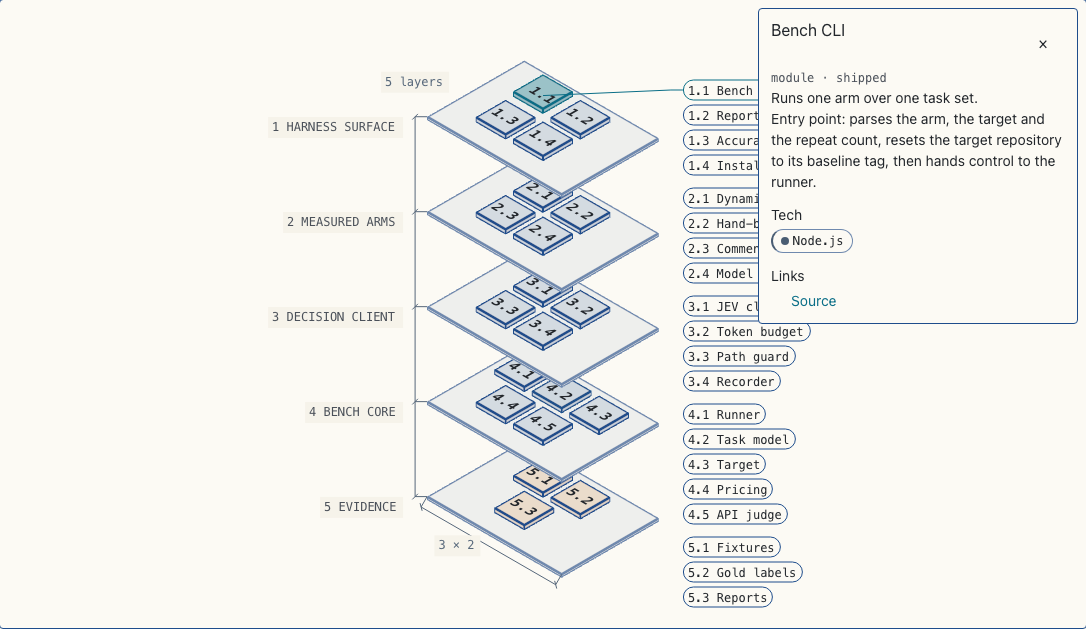 Bench CLI
×
module · shipped
Runs one arm over one task set.
Entry point: parses the arm, the target and
the repeat count, resets the target repository
to its baseline tag, then hands control to the
runner.
Tech
Node.js
Links
Source
5 layers
1 HARNESS SURFACE
2 MEASURED ARMS
3 DECISION CLIENT
4 BENCH CORE
5 EVIDENCE
3 × 2
1.1
1.2
1.3
1.4
2.1
2.2
2.3
2.4
3.1
3.2
3.3
3.4
4.1
4.2
4.4
4.3
4.5
5.1
5.2
5.3
1.1 Bench
1.2 Report
1.3 Accura
1.4 Instal
2.1 Dynami
2.2 Hand-b
2.3 Commer
2.4 Model
3.1 JEV cl
3.2 Token budget
3.3 Path guard
3.4 Recorder
4.1 Runner
4.2 Task model
4.3 Target
4.4 Pricing
4.5 API judge
5.1 Fixtures
5.2 Gold labels
5.3 Reports